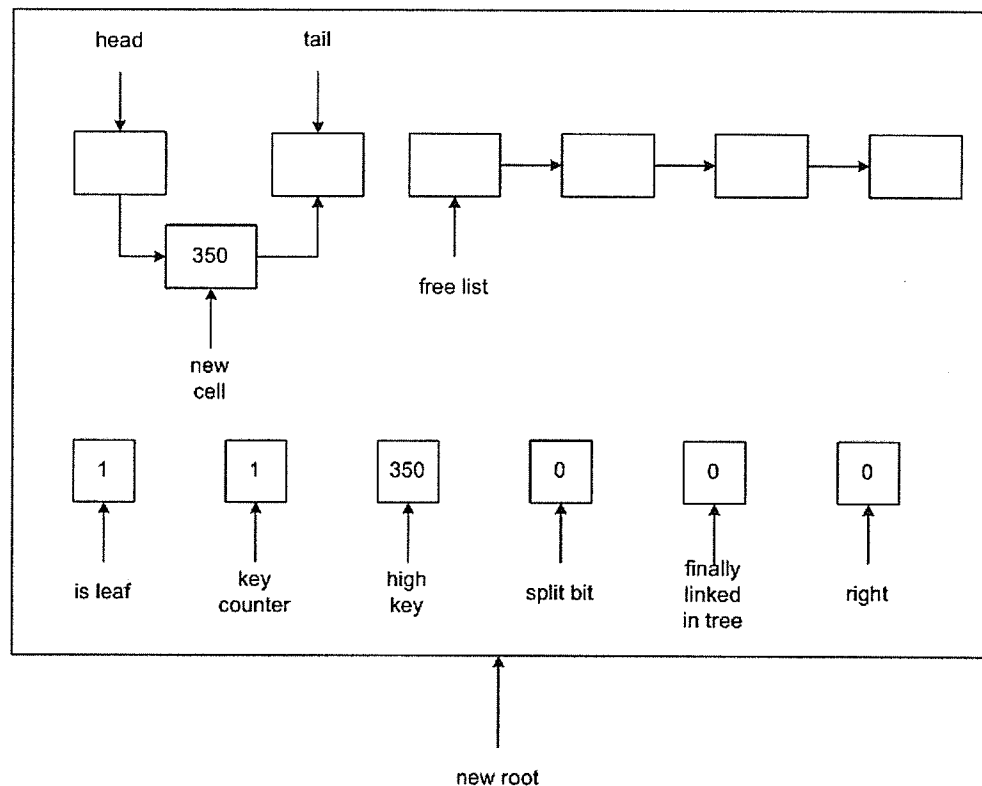 head
tail
350
free list
new
cell
1
1
350
0
0
0
is leaf
key
counter
high
key
split bit
finally
linked
in tree
right
new root